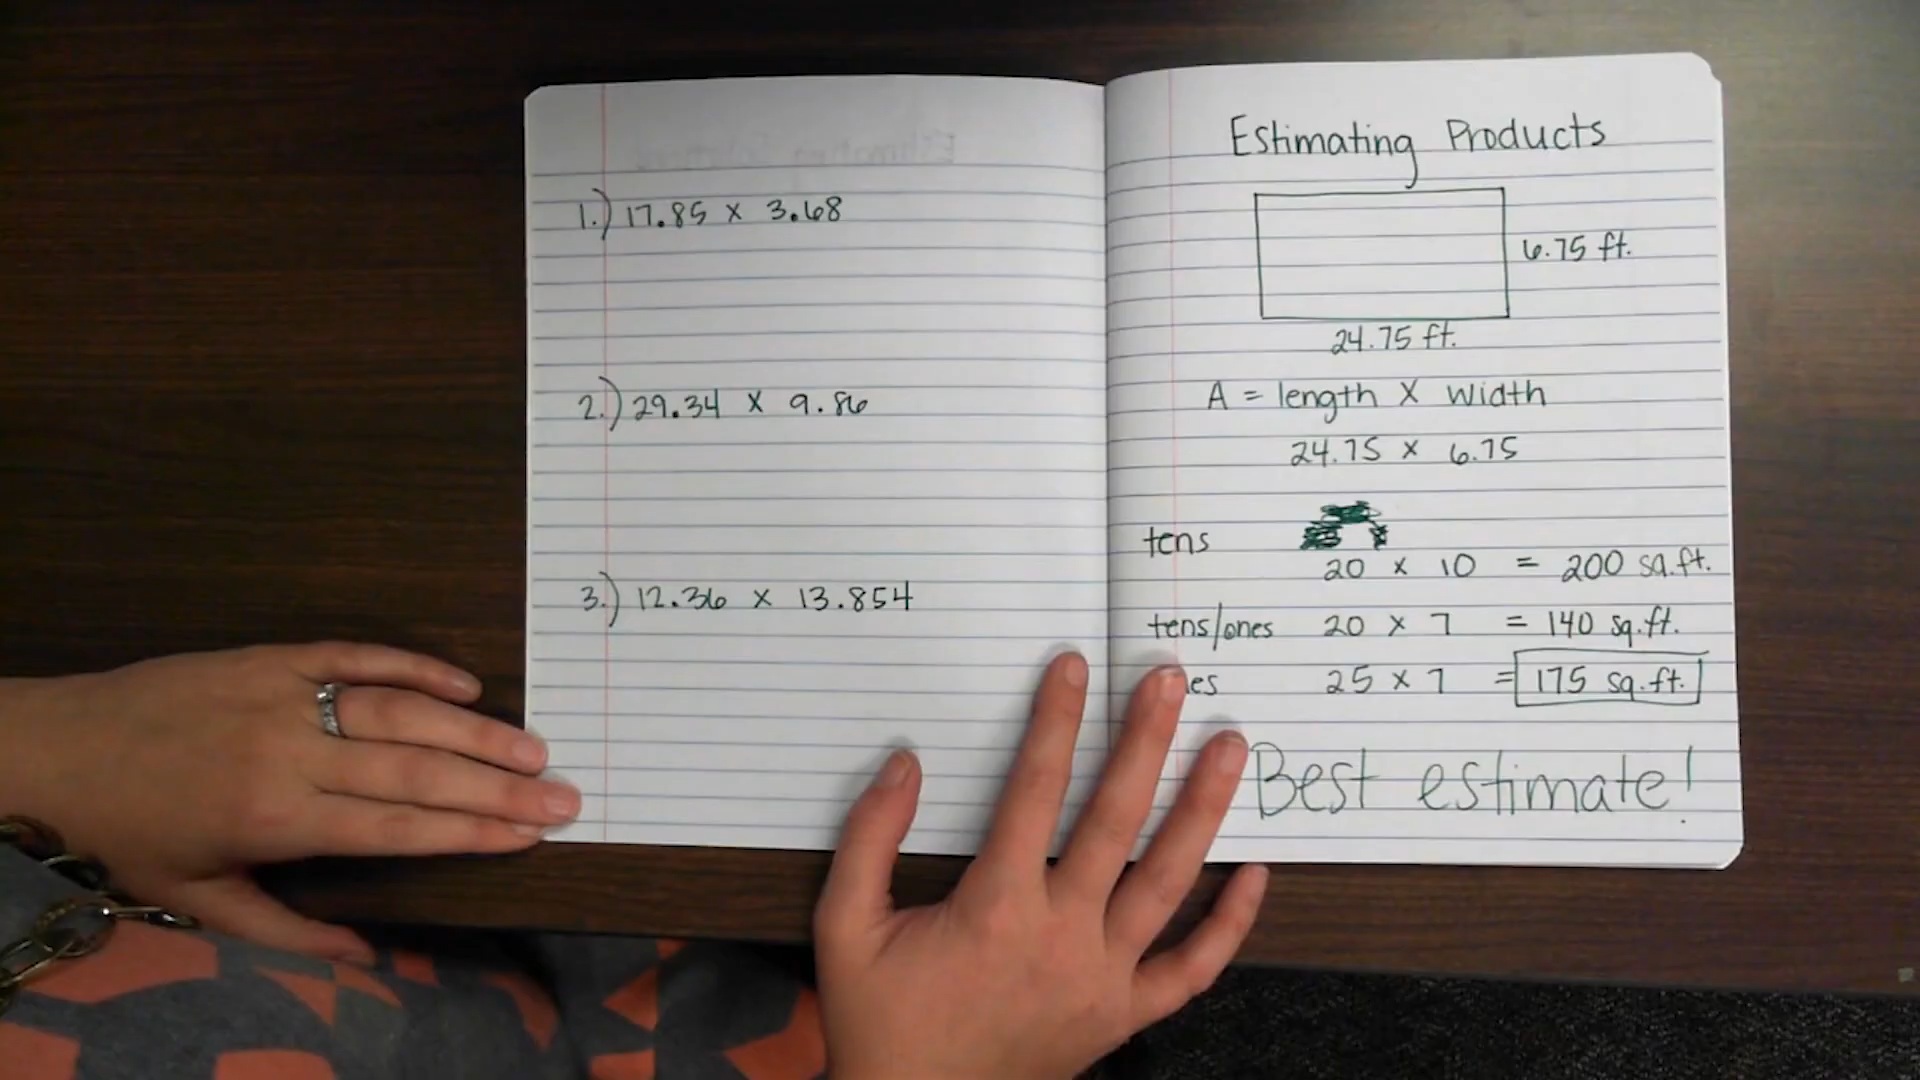 1.) 17.85 x 3.68
2.) 29.34 x 9.86
3.) 12.36 x 13.854
Estimating Products
6.75 ft.
24.75 ft.
A = length X width
24.75 x 6.75
tens
20 x 10 = 200 sq.ft.
tens/ones 20 x 7 = 140 sq.ft.
25 x 7 = 175 sq.ft.
Best estimate!